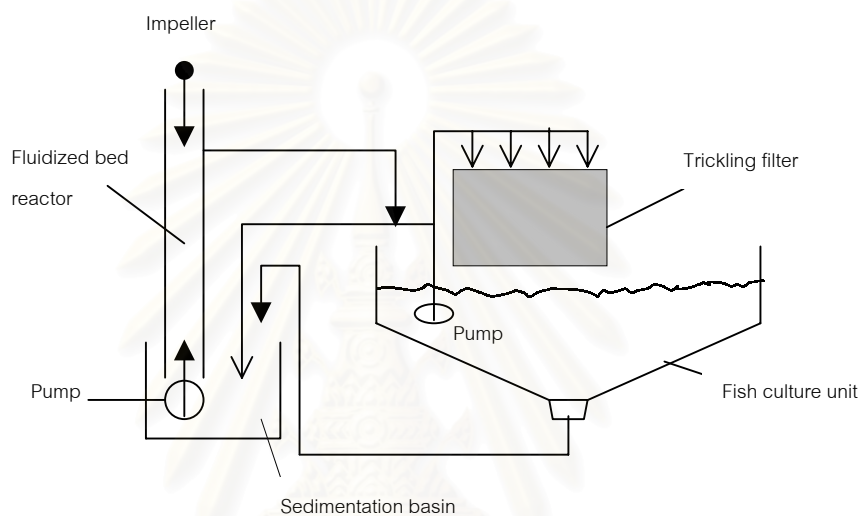 Impeller
Fluidized bed
reactor
Trickling filter
Pump
Pump
Fish culture unit
Sedimentation basin